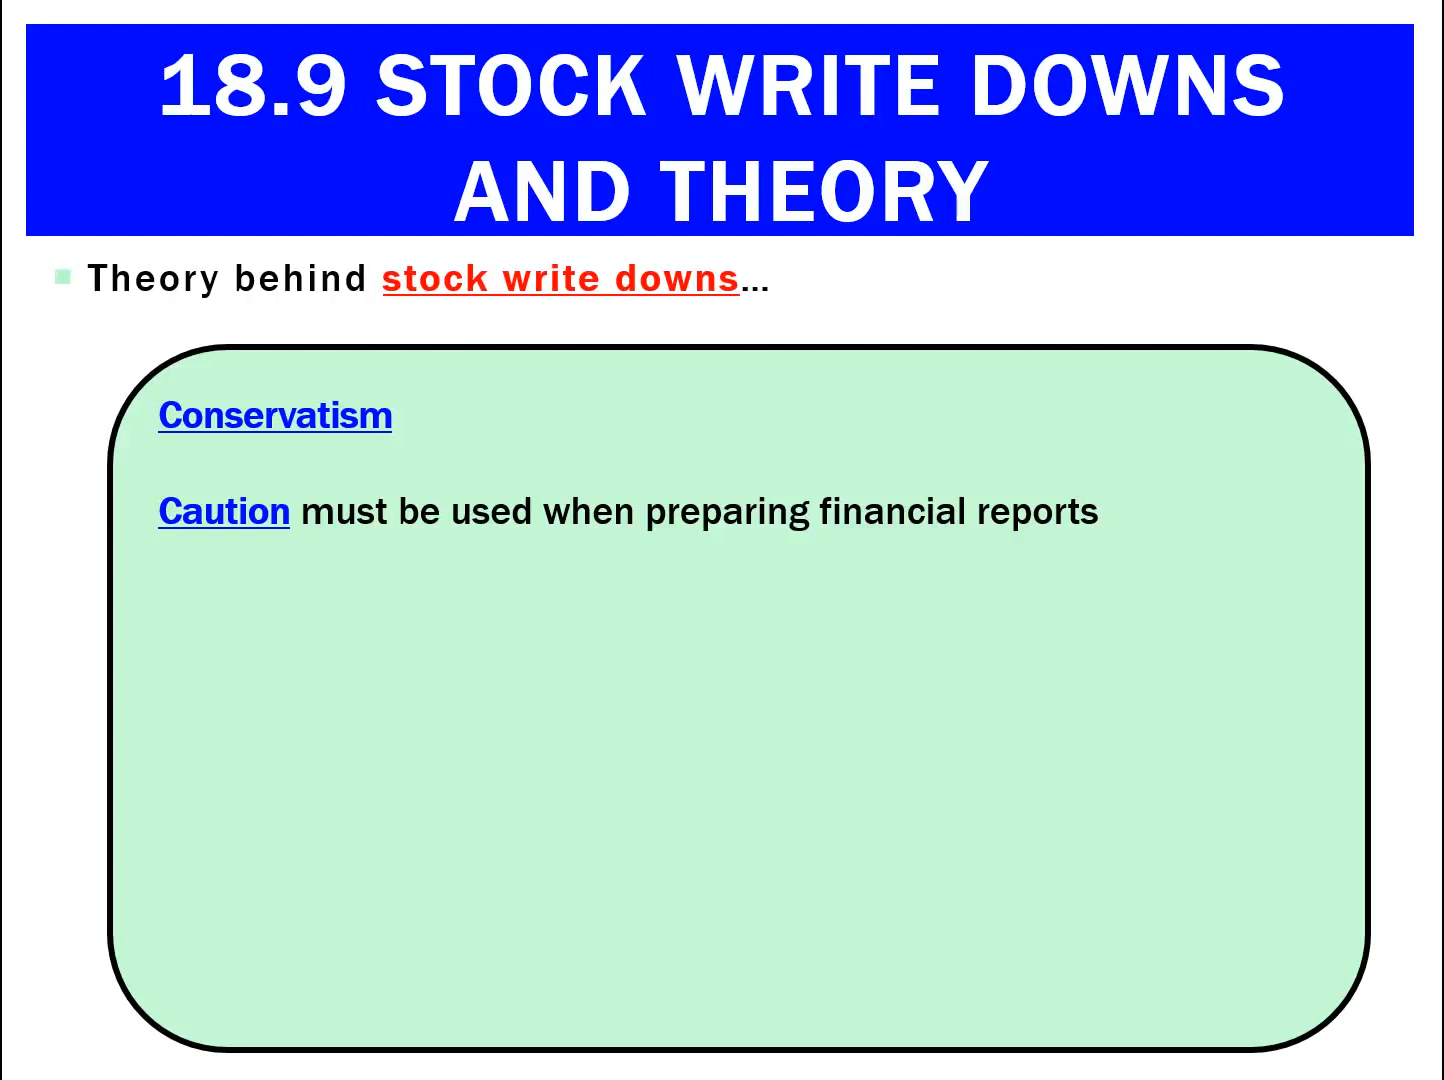 18.9 STOCK WRITE DOWNS
AND THEORY
Theory behind stock write downs...
Conservatism
Caution must be used when preparing financial reports